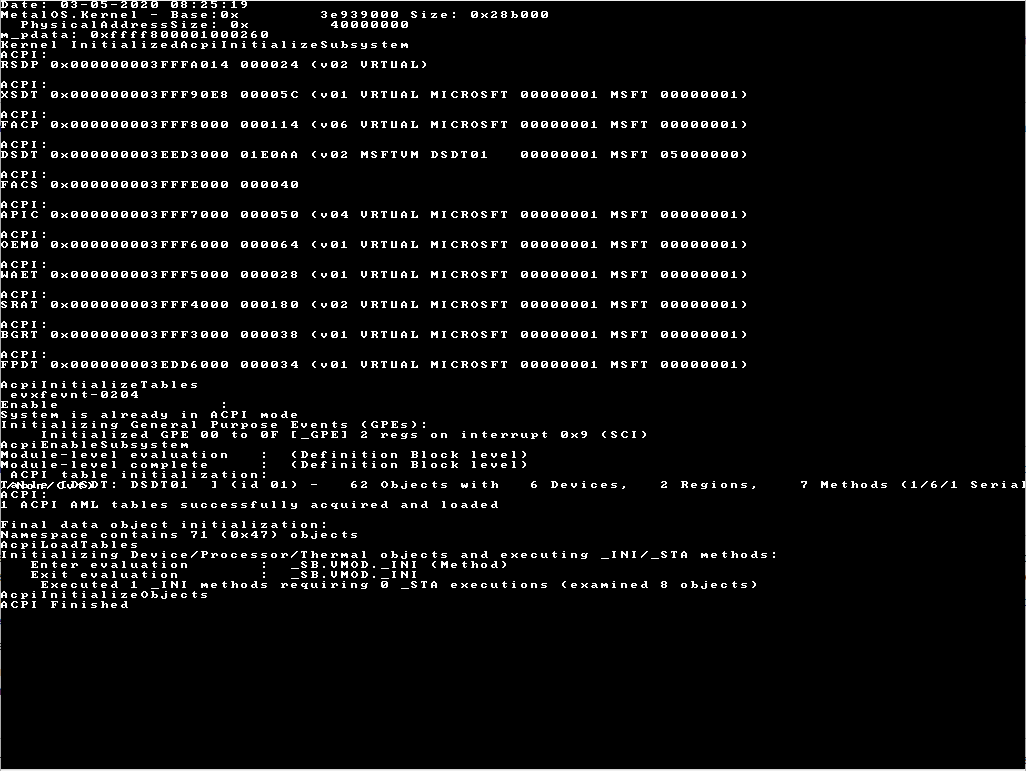 Date: 03-05-2020 08:25:19
MetalOS.Kernel - Base:0x        3e939000 Size: 0x28b000
  PhysicalAddressSize: 0x        40000000
m_pdata: 0xffff800001000260
Kernel InitializedAcpiInitializeSubsystem
ACPI:
RSDP 0x000000003FFFA014 000024 (v02 VRTUAL)
ACPI:
XSDT 0x000000003FFF90E8 00005C (v01 VRTUAL MICROSFT 00000001 MSFT 00000001)
ACPI:
FACP 0x000000003FFF8000 000114 (v06 VRTUAL MICROSFT 00000001 MSFT 00000001)
ACPI:
DSDT 0x000000003EED3000 01E0AA (v02 MSFTVM DSDT01   00000001 MSFT 05000000)
ACPI:
FACS 0x000000003FFFE000 000040
ACPI:
APIC 0x000000003FFF7000 000050 (v04 VRTUAL MICROSFT 00000001 MSFT 00000001)
ACPI:
OEM0 0x000000003FFF6000 000064 (v01 VRTUAL MICROSFT 00000001 MSFT 00000001)
ACPI:
WAET 0x000000003FFF5000 000028 (v01 VRTUAL MICROSFT 00000001 MSFT 00000001)
ACPI:
SRAT 0x000000003FFF4000 000180 (v02 VRTUAL MICROSFT 00000001 MSFT 00000001)
ACPI:
BGRT 0x000000003FFF3000 000038 (v01 VRTUAL MICROSFT 00000001 MSFT 00000001)
ACPI:
FPDT 0x000000003EDD6000 000034 (v01 VRTUAL MICROSFT 00000001 MSFT 00000001)
AcpiInitializeTables
 evxfevnt-0204
Enable                :
System is already in ACPI mode
Initializing General Purpose Events (GPEs):
    Initialized GPE 00 to 0F [_GPE] 2 regs on interrupt 0x9 (SCI)
AcpiEnableSubsystem
Module-level evaluation   :  (Definition Block level)
Module-level complete     :  (Definition Block level)
 ACPI table initialization:
DSDT: DSDT01  ] (id 01) -   62 Objects with   6 Devices,   2 Regions,    7 Methods (1/6/1 Serial
ACPI:
1 ACPI AML tables successfully acquired and loaded
Final data object initialization:
Namespace contains 71 (0x47) objects
AcpiLoadTables
Initializing Device/Processor/Thermal objects and executing _INI/_STA methods:
   Enter evaluation       :  _SB.VMOD._INI (Method)
   Exit evaluation        :  _SB.VMOD._INI
    Executed 1 _INI methods requiring 0 _STA executions (examined 8 objects)
AcpiInitializeObjects
ACPI Finished